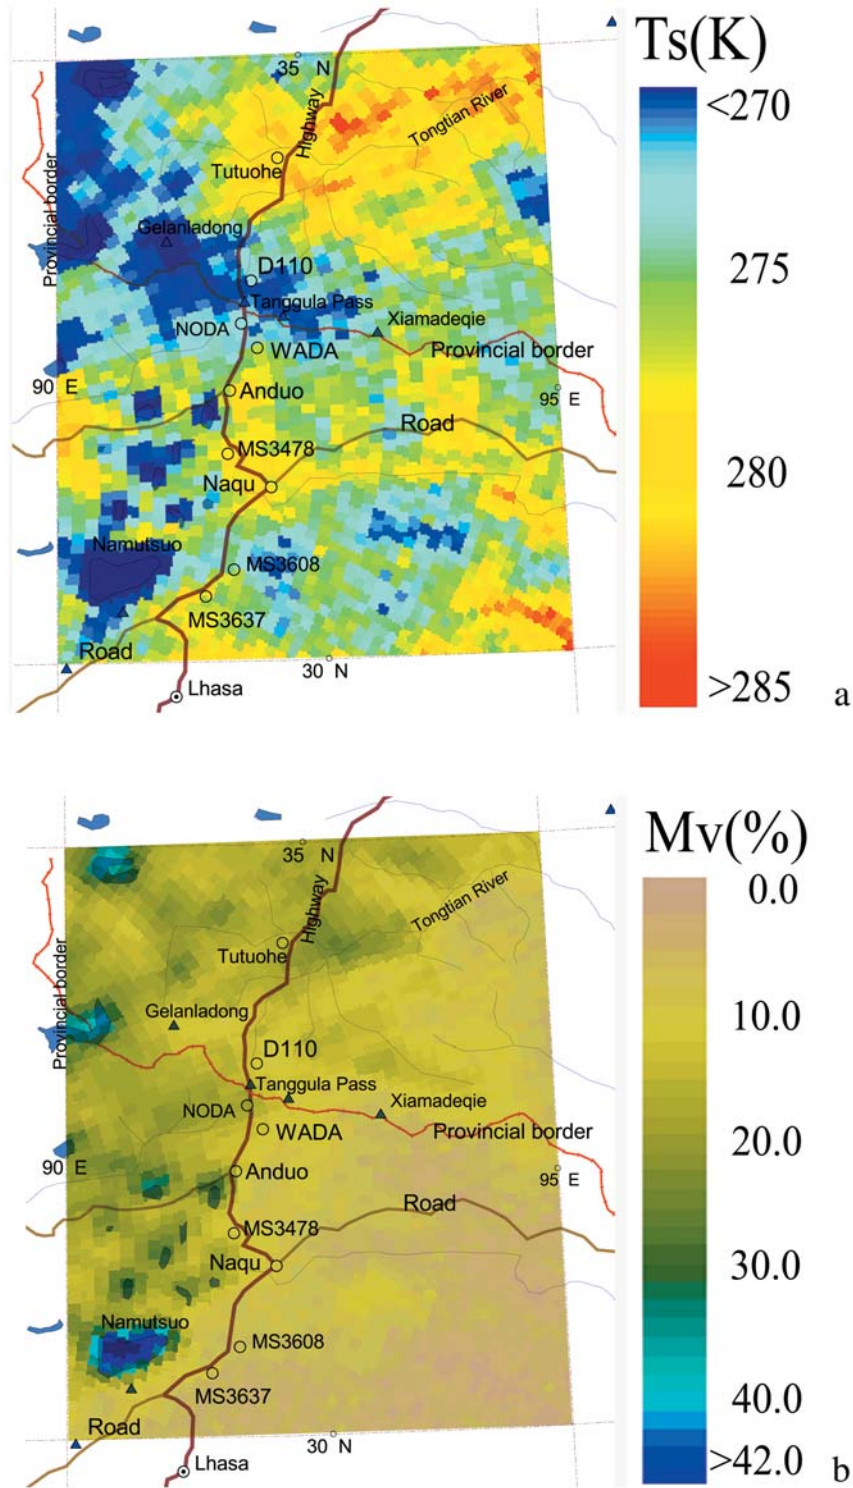 Ts(K)
35 N
<270
Highway
Tongtian River
Tutuohe
Provincial border
Gelanladong
D110
275
Tanggula Pass
NODA
Xiamadeqie
WADA
Provincial border
90 E
Anduo
95 E
Road
MS3478
280
Naqu
Namutsuo
MS3608
MS3637
Road
30 N
>285
Lhasa
a
Mv(%)
35 N
0.0
Highway
Tongtian River
Tutuohe
Provincial border
Gelanladong
10.0
D110
Tanggula Pass
NODA
Xiamadeqie
WADA
Provincial border
20.0
90 E
Anduo
95 E
Road
MS3478
Naqu
30.0
Namutsuo
MS3608
MS3637
40.0
Road
30 N
Lhasa
>42.0
b